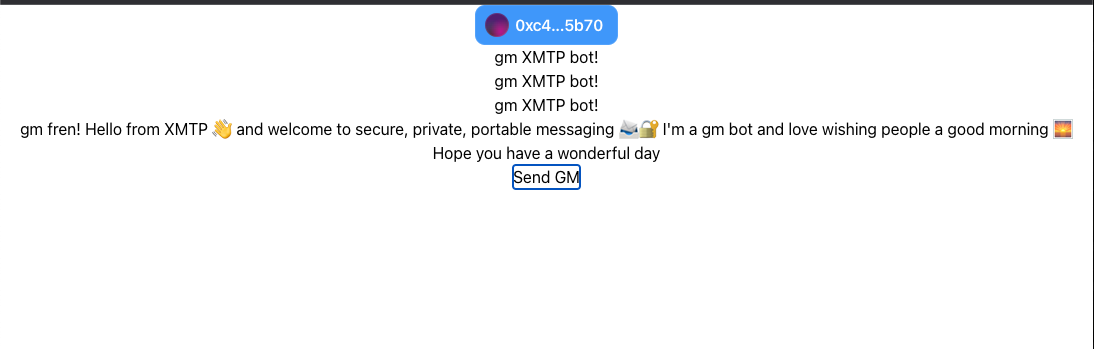 0xc4...5b70
gm XMTP bot!
gm XMTP bot!
gm XMTP bot!
gm fren! Hello from XMTP 👋 and welcome to secure, private, portable messaging 📨🔐 I'm a gm bot and love wishing people a good morning 🌅
Hope you have a wonderful day
Send GM